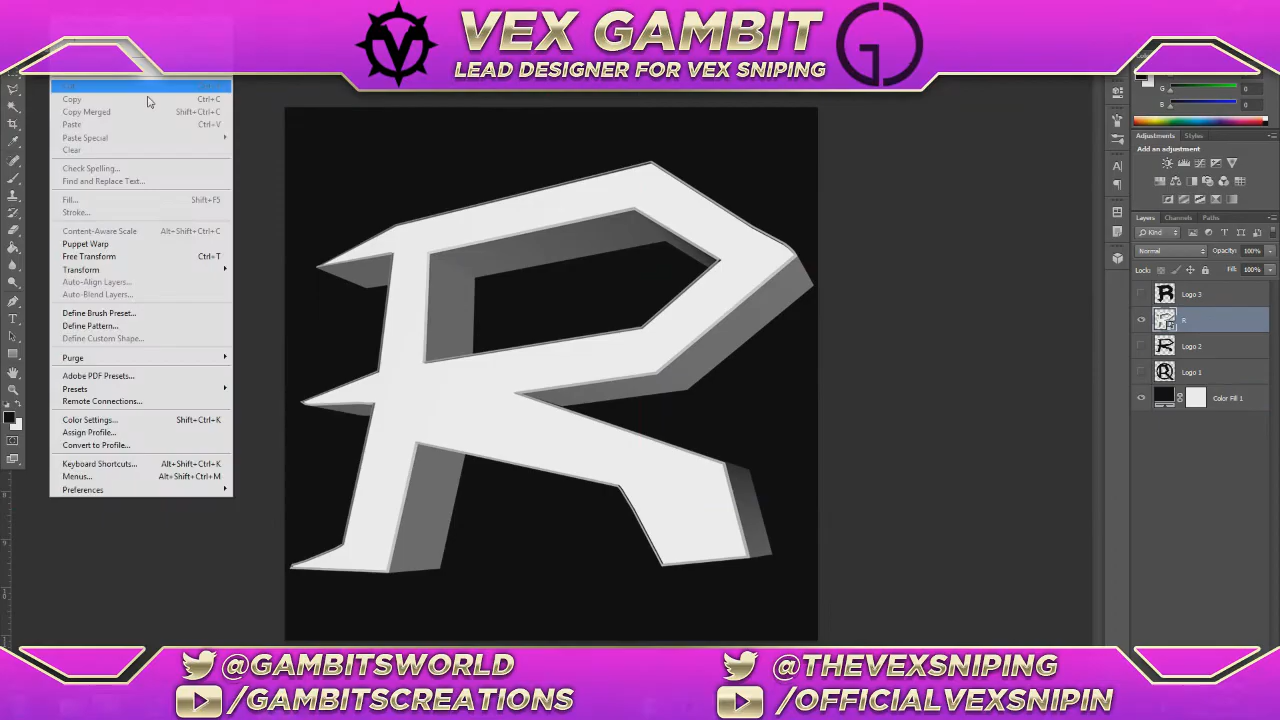 VEX GAMBIT
LEAD DESIGNER FOR VEX SNIPING
Copy Ctrl+C
Copy Merged Shift+Ctrl+C
Paste Ctrl+V
Paste Special
Clear
Check Spelling...
Find and Replace Text...
Fill... Shift+F5
Stroke...
Content-Aware Scale Alt+Shift+Ctrl+C
Puppet Warp
Free Transform Ctrl+T
Transform
Auto-Align Layers...
Auto-Blend Layers...
Define Brush Preset...
Define Pattern...
Define Custom Shape...
Purge
Adobe PDF Presets...
Presets
Remote Connections...
Color Settings... Shift+Ctrl+K
Assign Profile...
Convert to Profile...
Keyboard Shortcuts... Alt+Shift+Ctrl+K
Menus... Alt+Shift+Ctrl+M
Preferences
R
G 0
B 0
Adjustments Styles
Add an adjustment
Layers Channels Paths
Kind
Normal Opacity: 100%
Lock: Fill: 100%
Logo 3
R
Logo 2
Logo 1
Color Fill 1
@GAMBITSWORLD
/GAMBITSCREATIONS
@THEVEXSNIPING
/OFFICIALVEXSNIPIN